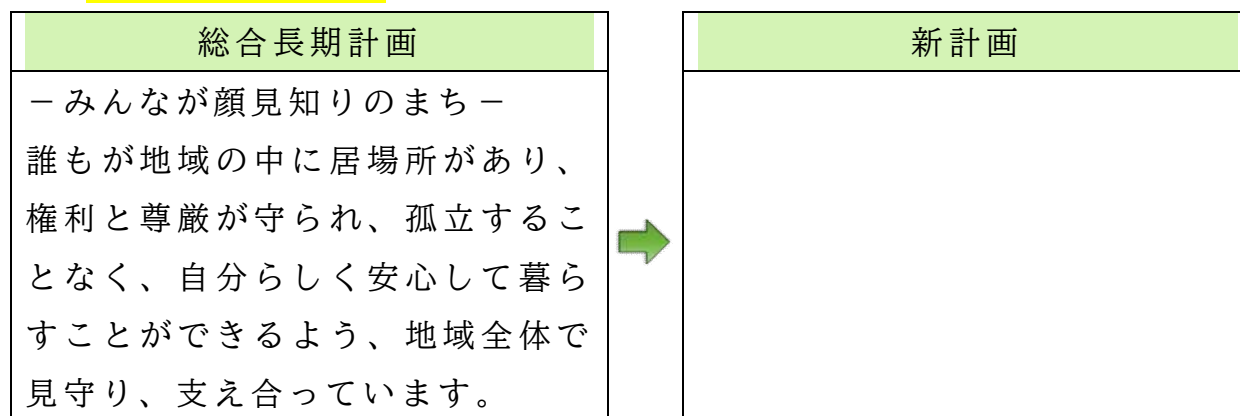 総合長期計画
新計画
－みんなが顔見知りのまち－
誰もが地域の中に居場所があり、
権利と尊厳が守られ、孤立するこ
となく、自分らしく安心して暮ら
すことができるよう、地域全体で
見守り、支え合っています。